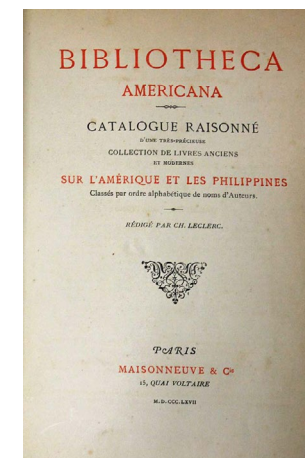 BIBLIOTHECA
AMERICANA
CATALOGUE RAISONNÉ
D'UNE TRÈS-PRÉCIEUSE
COLLECTION DE LIVRES ANCIENS
ET MODERNES
SUR L'AMÉRIQUE ET LES PHILIPPINES
Classés par ordre alphabétique de noms d'Auteurs.
RÉDIGÉ PAR CH. LECLERC.
PARIS
MAISONNEUVE & Cie
15, QUAI VOLTAIRE
M.D.CCC.LXVII